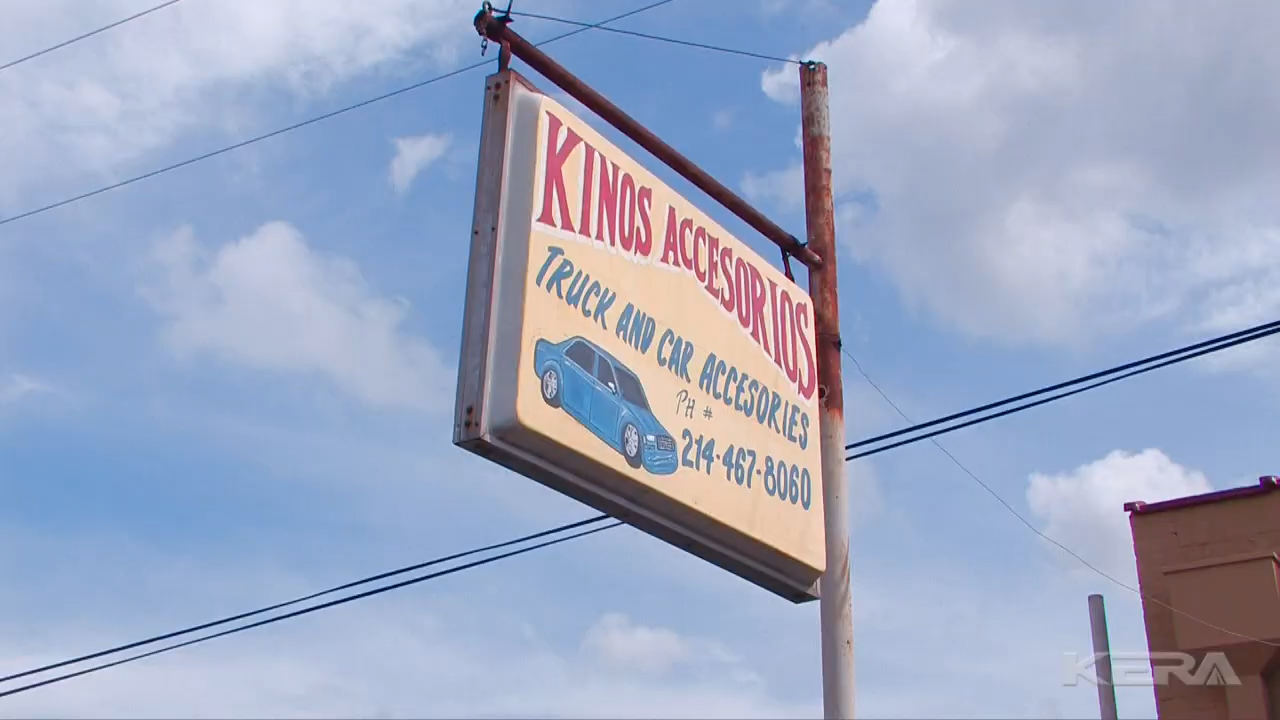 KINOS ACCESORIOS
TRUCK AND CAR ACCESORIES
PH #
214-467-8060
KERA